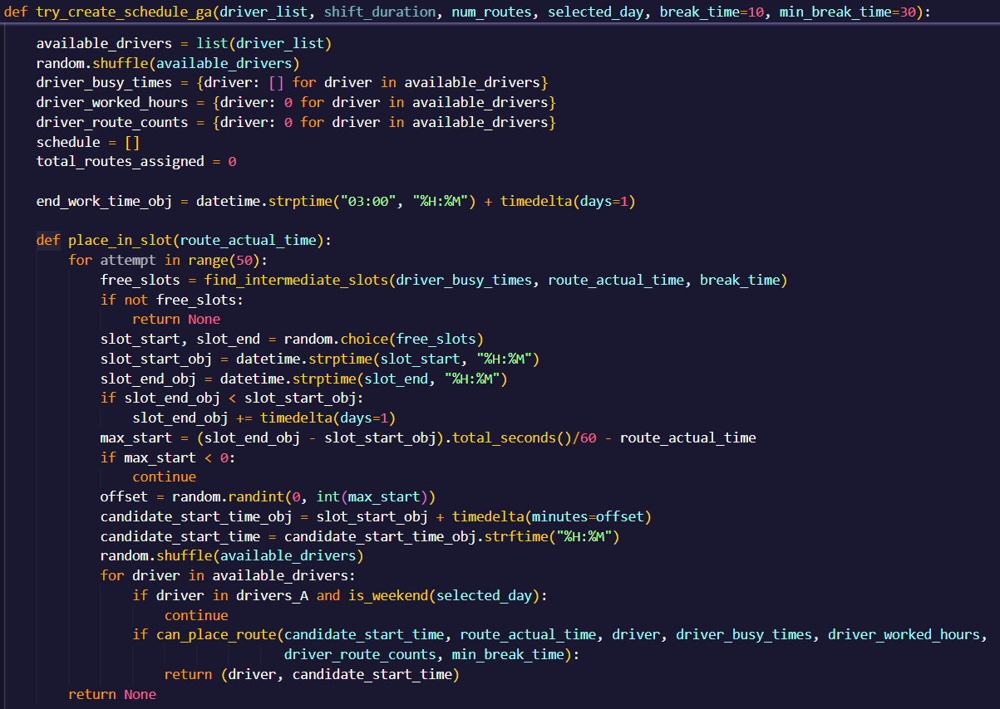 def try_create_schedule_ga(driver_list, shift_duration, num_routes, selected_day, break_time=10, min_break_time=30):
    available_drivers = list(driver_list)
    random.shuffle(available_drivers)
    driver_busy_times = {driver: [] for driver in available_drivers}
    driver_worked_hours = {driver: 0 for driver in available_drivers}
    driver_route_counts = {driver: 0 for driver in available_drivers}
    schedule = []
    total_routes_assigned = 0

    end_work_time_obj = datetime.strptime("03:00", "%H:%M") + timedelta(days=1)

    def place_in_slot(route_actual_time):
        for attempt in range(50):
            free_slots = find_intermediate_slots(driver_busy_times, route_actual_time, break_time)
            if not free_slots:
                return None
            slot_start, slot_end = random.choice(free_slots)
            slot_start_obj = datetime.strptime(slot_start, "%H:%M")
            slot_end_obj = datetime.strptime(slot_end, "%H:%M")
            if slot_end_obj < slot_start_obj:
                slot_end_obj += timedelta(days=1)
            max_start = (slot_end_obj - slot_start_obj).total_seconds()/60 - route_actual_time
            if max_start < 0:
                continue
            offset = random.randint(0, int(max_start))
            candidate_start_time_obj = slot_start_obj + timedelta(minutes=offset)
            candidate_start_time = candidate_start_time_obj.strftime("%H:%M")
            random.shuffle(available_drivers)
            for driver in available_drivers:
                if driver in drivers_A and is_weekend(selected_day):
                    continue
                if can_place_route(candidate_start_time, route_actual_time, driver, driver_busy_times, driver_worked_hours,
                                   driver_route_counts, min_break_time):
                    return (driver, candidate_start_time)
        return None